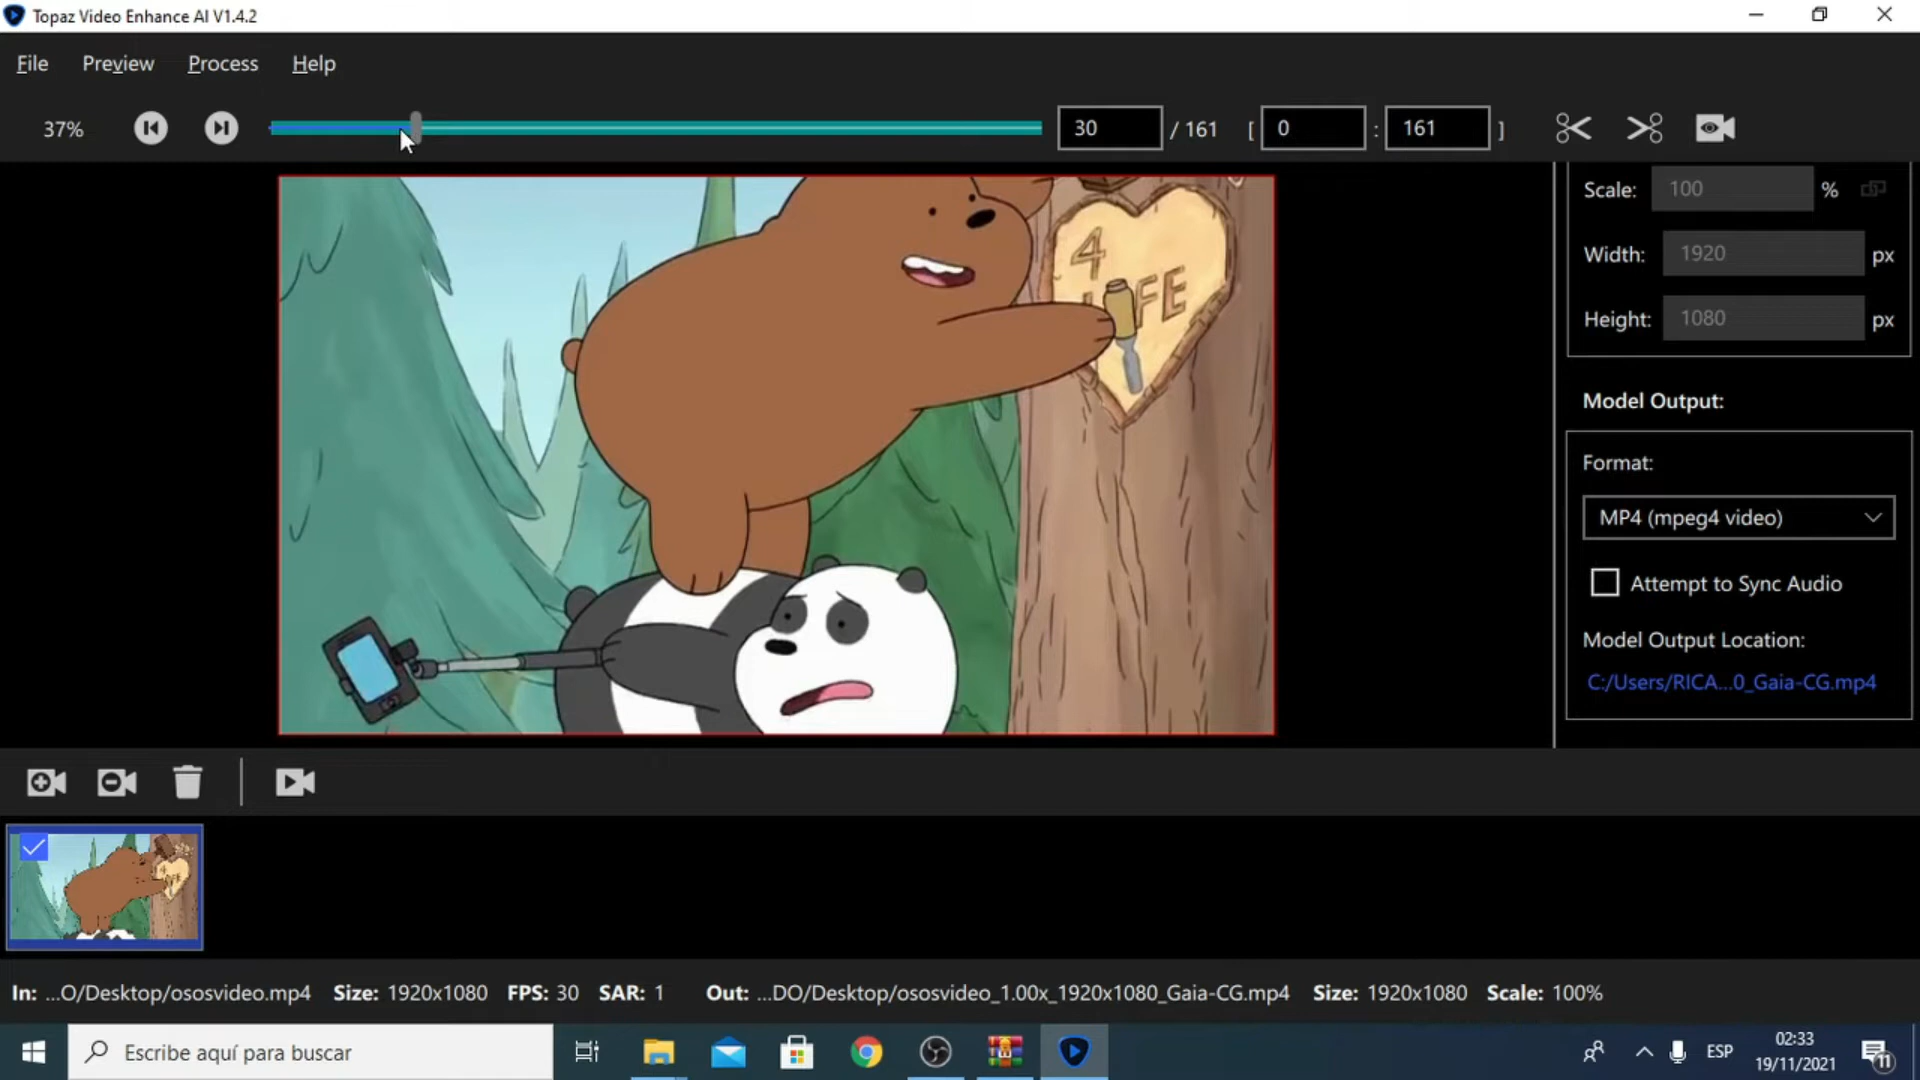 Topaz Video Enhance AI V1.4.2
File Preview Process Help
37% 30 / 161 [ 0 : 161 ]
Scale: 100 %
Width: 1920 px
Height: 1080 px
Model Output:
Format:
MP4 (mpeg4 video)
Attempt to Sync Audio
Model Output Location:
C:/Users/RICA...0_Gaia-CG.mp4
4
LIFE
In: ...O/Desktop/ososvideo.mp4 Size: 1920x1080 FPS: 30 SAR: 1 Out: ...DO/Desktop/ososvideo_1.00x_1920x1080_Gaia-CG.mp4 Size: 1920x1080 Scale: 100%
Escribe aquí para buscar
ESP
02:33
19/11/2021
11